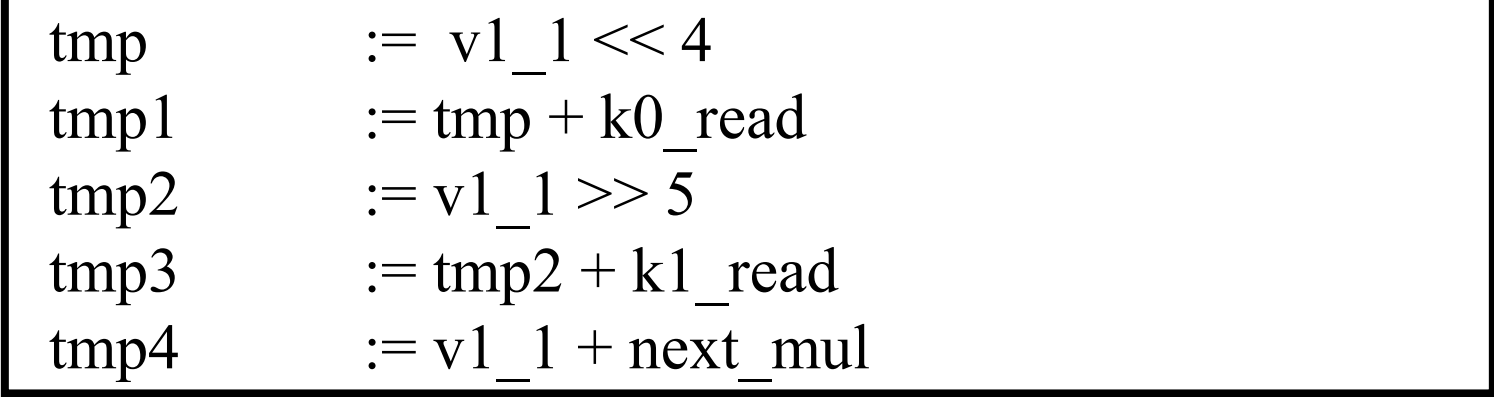 tmp := v1_1 << 4
tmp1 := tmp + k0_read
tmp2 := v1_1 >> 5
tmp3 := tmp2 + k1_read
tmp4 := v1_1 + next_mul